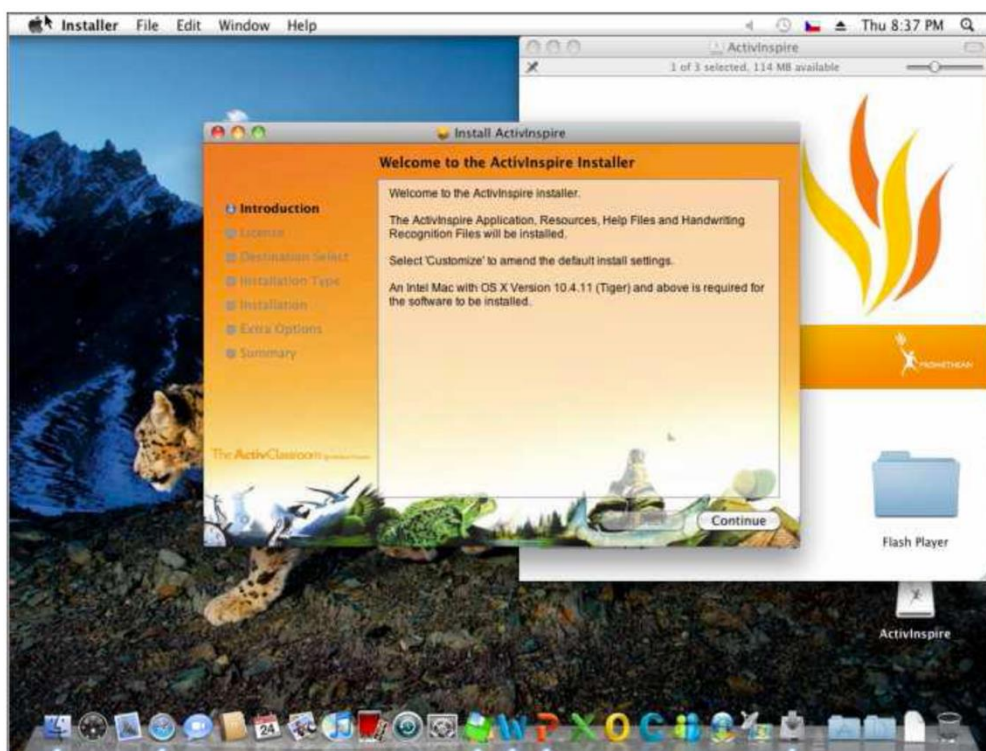 Installer File Edit Window Help
Thu 8:37 PM
ActivInspire
1 of 3 selected, 114 MB available
Install ActivInspire
Welcome to the ActivInspire Installer
Introduction
License
Destination Select
Installation Type
Installation
Extra Options
Summary
Welcome to the ActivInspire installer.
The ActivInspire Application, Resources, Help Files and Handwriting
Recognition Files will be installed.
Select 'Customize' to amend the default install settings.
An Intel Mac with OS X Version 10.4.11 (Tiger) and above is required for
the software to be installed.
The ActivClassroom
Continue
PROMETHEAN
Flash Player
ActivInspire
24